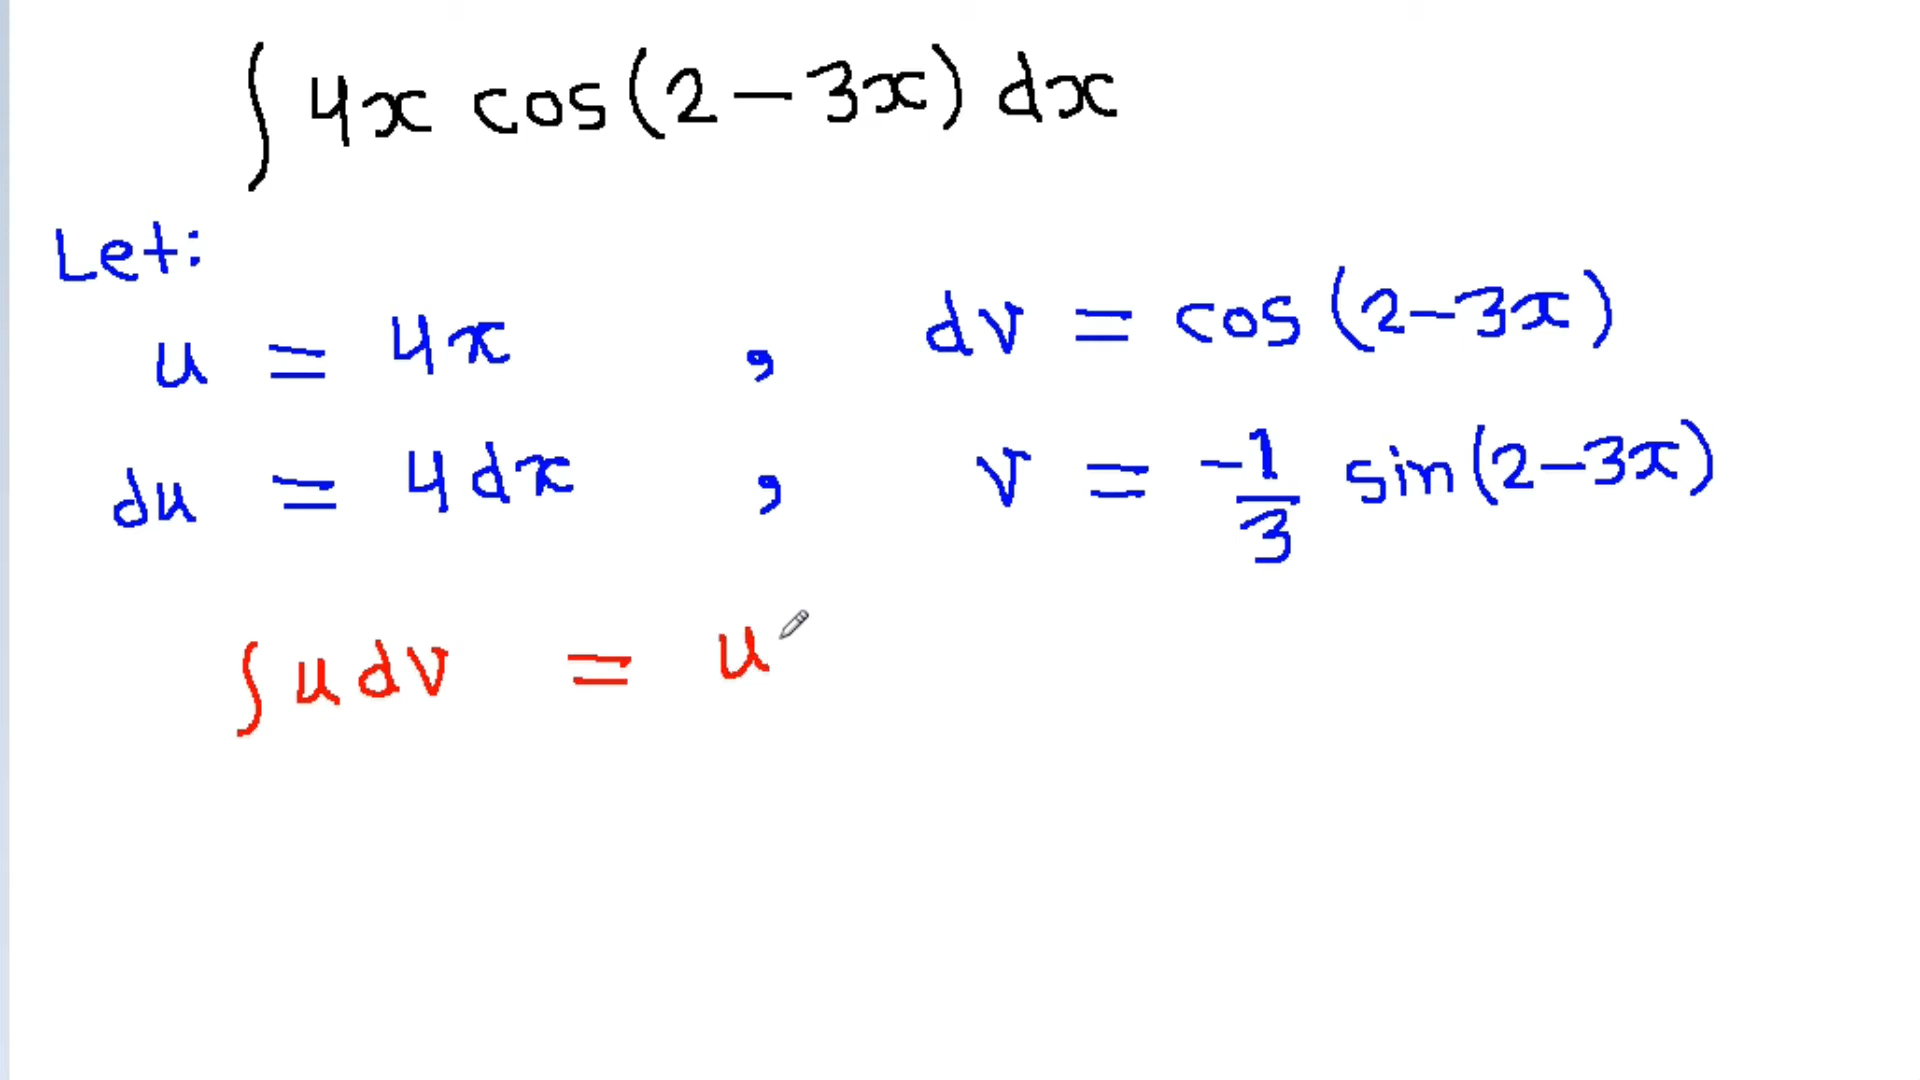 ∫ 4x cos(2-3x) dx
Let:
u = 4x , dv = cos(2-3x)
du = 4dx , v = -1/3 sin(2-3x)
∫ u dv = u